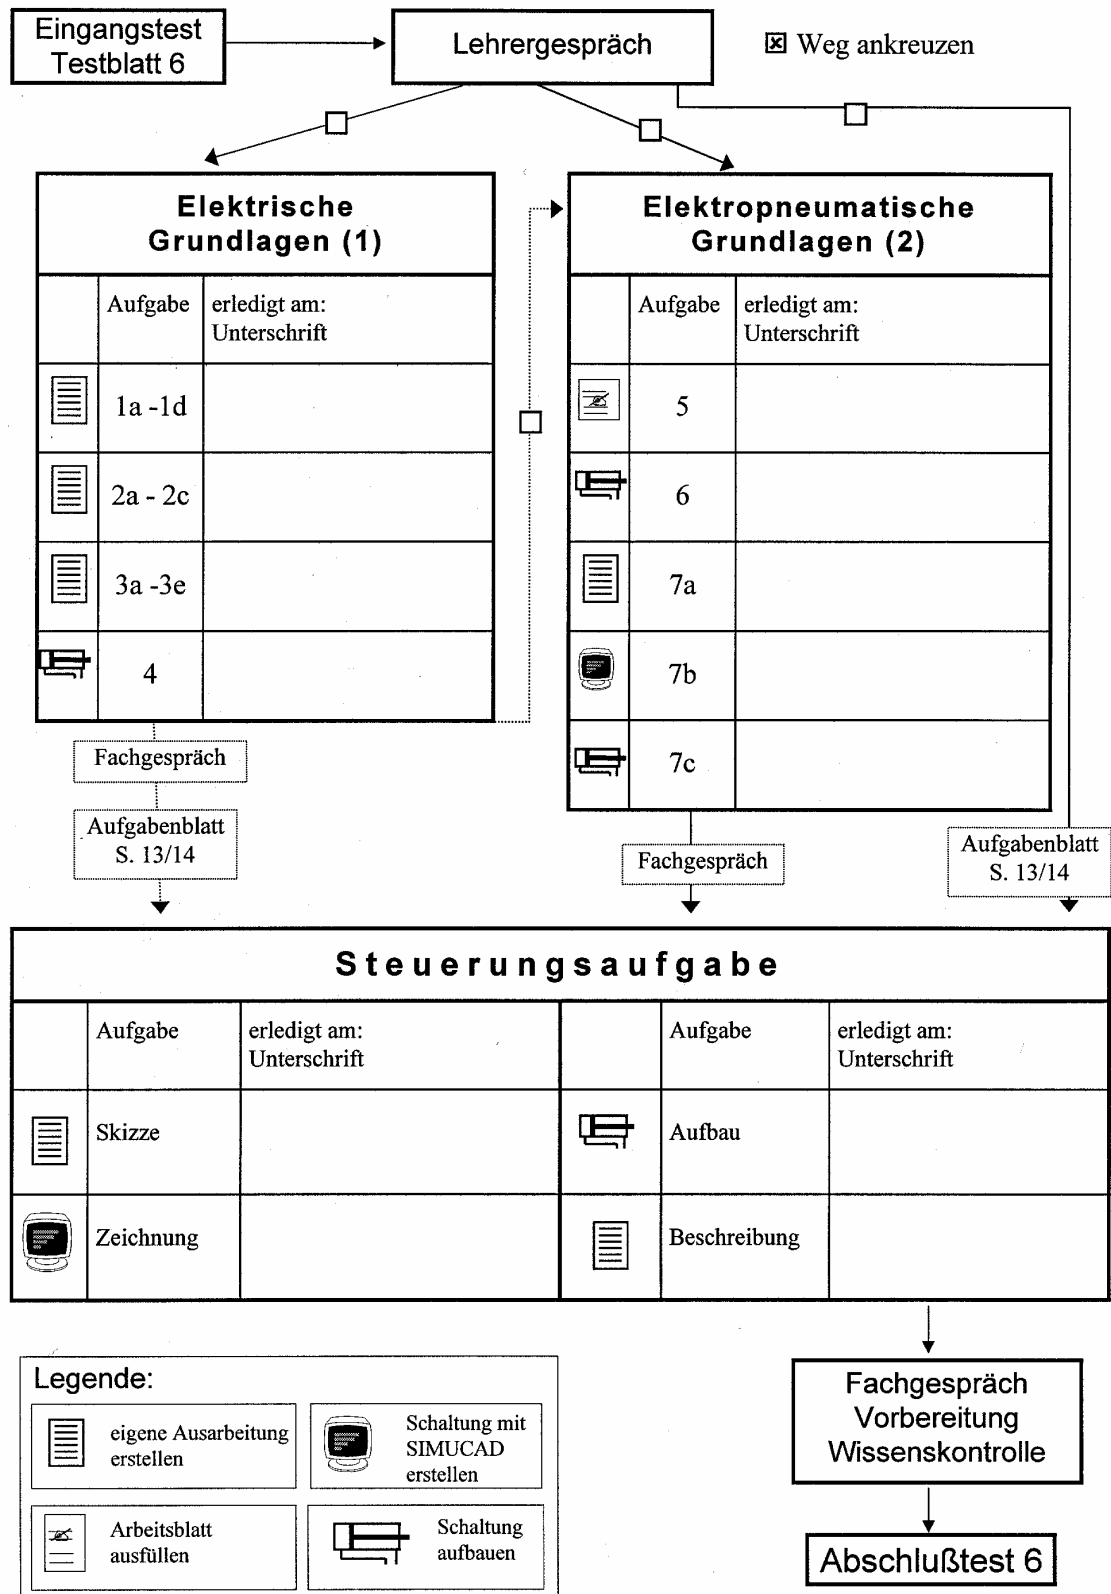 Eingangstest
Testblatt 6
Lehrergespräch
Weg ankreuzen
Elektrische
Grundlagen (1)
Aufgabe
erledigt am:
Unterschrift
1a -1d
2a - 2c
3a -3e
4
Elektropneumatische
Grundlagen (2)
Aufgabe
erledigt am:
Unterschrift
5
6
7a
7b
7c
Fachgespräch
Aufgabenblatt
S. 13/14
Fachgespräch
Aufgabenblatt
S. 13/14
Steuerungsaufgabe
Aufgabe
erledigt am:
Unterschrift
Aufgabe
erledigt am:
Unterschrift
Skizze
Aufbau
Zeichnung
Beschreibung
Legende:
eigene Ausarbeitung
erstellen
Schaltung mit
SIMUCAD
erstellen
Arbeitsblatt
ausfüllen
Schaltung
aufbauen
Fachgespräch
Vorbereitung
Wissenskontrolle
Abschlußtest 6